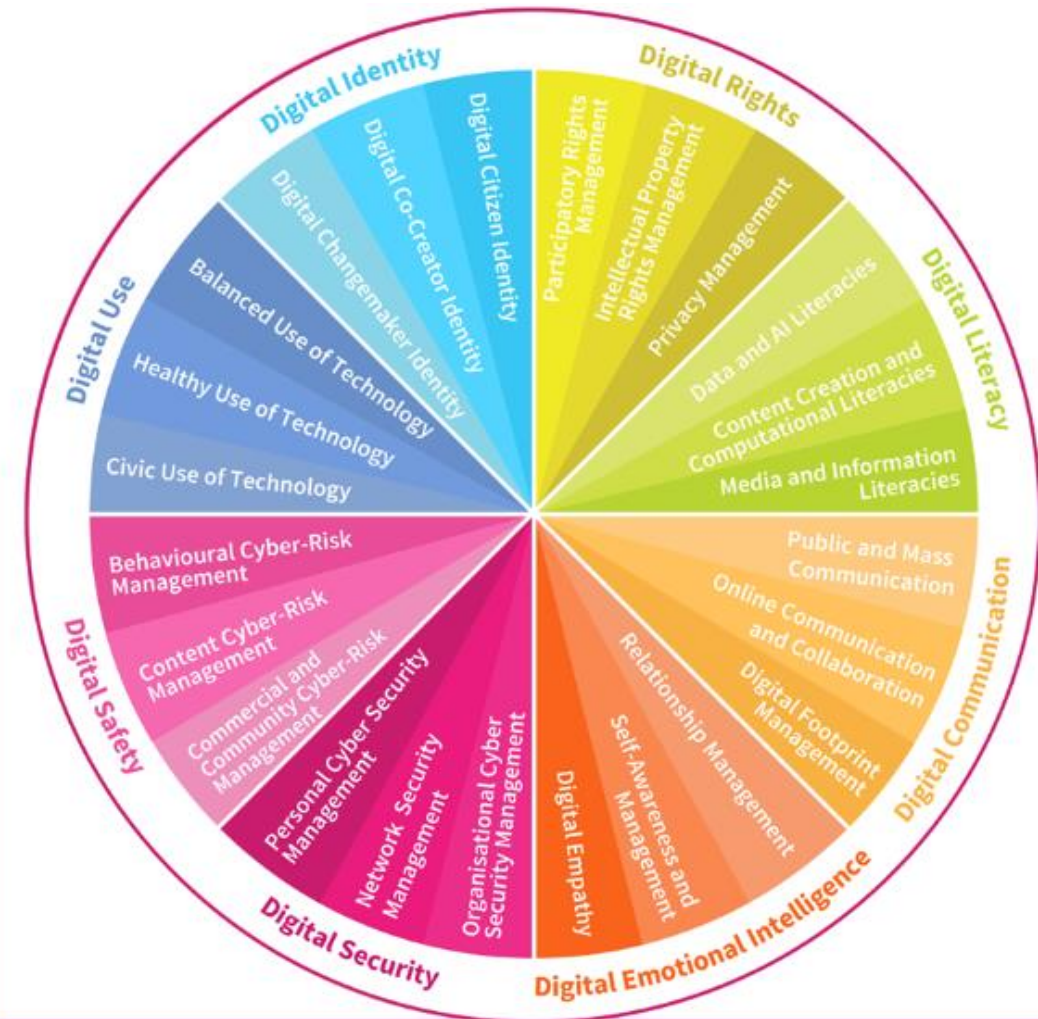 Digital Identity
Digital Citizen Identity
Digital Co-Creator Identity
Digital Changemaker Identity
Digital Rights
Participatory Rights
Management
Intellectual Property
Rights Management
Privacy Management
Digital Literacy
Data and AI Literacies
Content Creation and
Computational Literacies
Media and Information
Literacies
Digital Communication
Public and Mass
Communication
Online Communication
and Collaboration
Digital Footprint
Management
Digital Emotional Intelligence
Relationship Management
Self-Awareness and
Management
Digital Empathy
Digital Security
Organisational Cyber
Security Management
Network Security
Management
Personal Cyber Security
Management
Digital Safety
Commercial and
Community Cyber-Risk
Management
Content Cyber-Risk
Management
Behavioural Cyber-Risk
Management
Digital Use
Civic Use of Technology
Healthy Use of Technology
Balanced Use of Technology